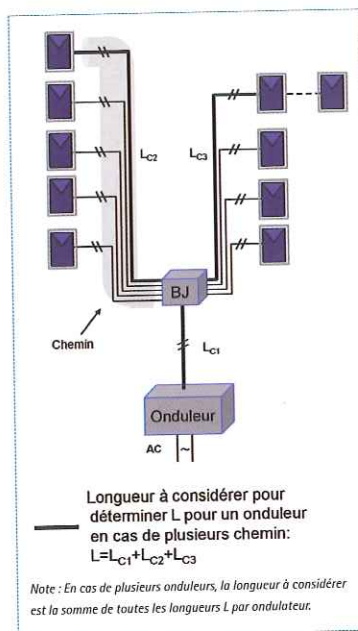 LC2
LC3
BJ
Chemin
LC1
Onduleur
AC ~
Longueur à considérer pour
déterminer L pour un onduleur
en cas de plusieurs chemin:
L=LC1+LC2+LC3
Note : En cas de plusieurs onduleurs, la longueur à considérer
est la somme de toutes les longueurs L par ondulateur.